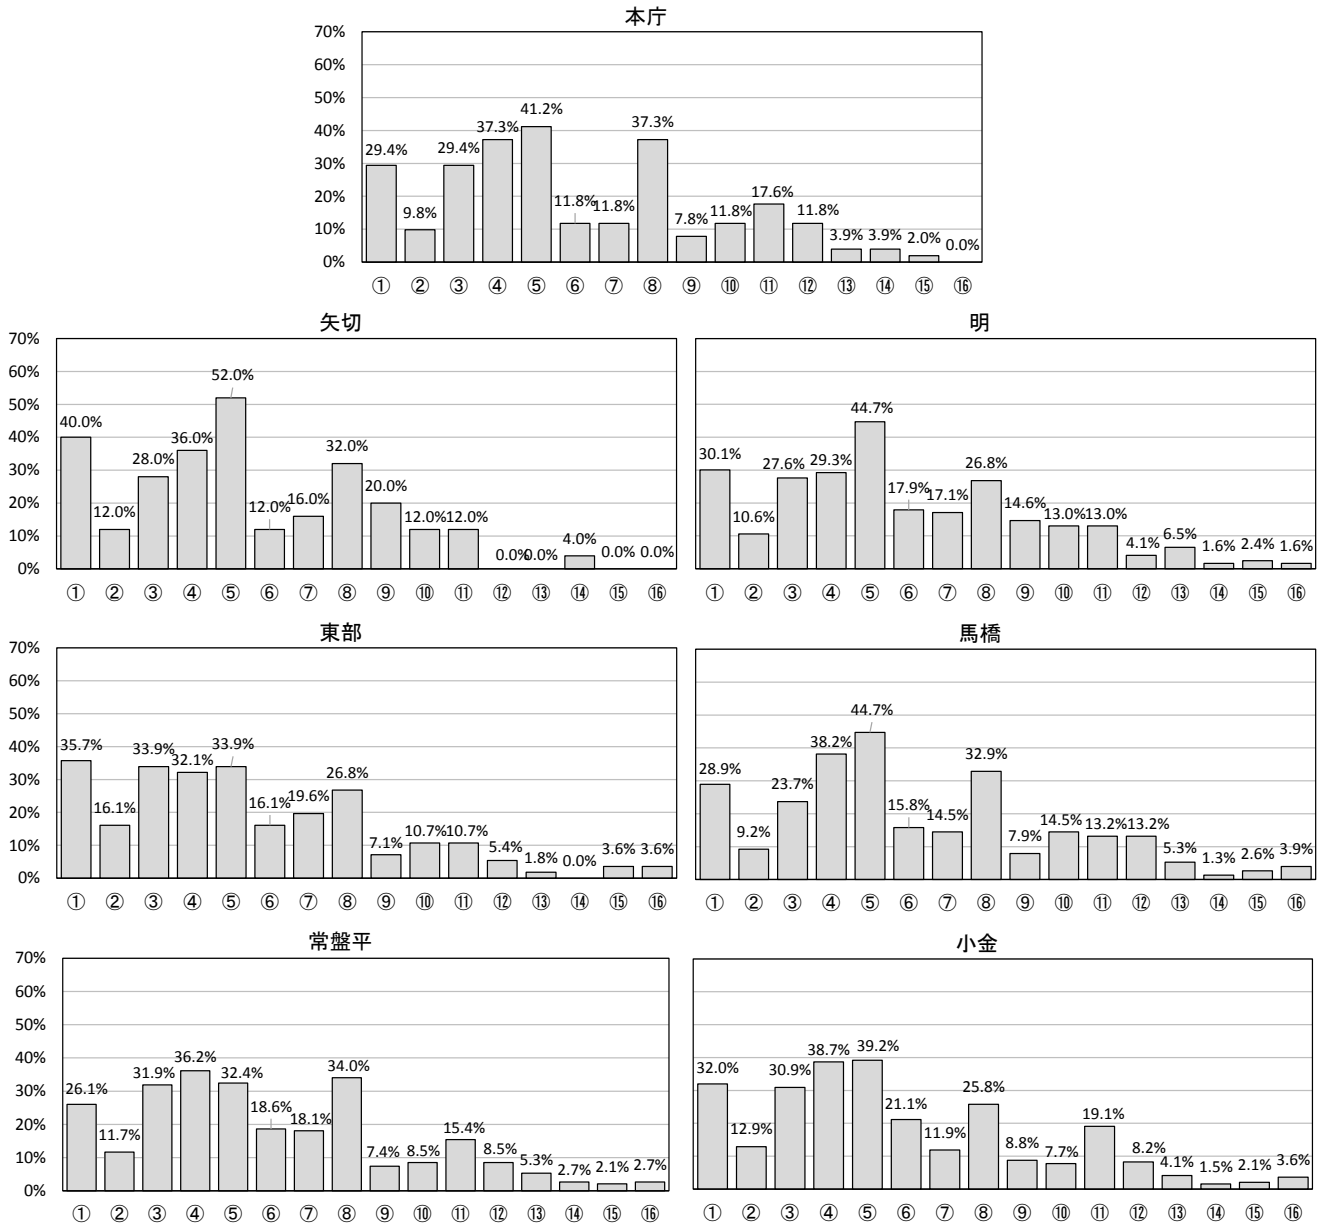 本庁
70%
60%
50%
40%
30%
20%
10%
0%
29.4% 9.8% 29.4% 37.3% 41.2% 11.8% 11.8% 37.3% 7.8% 11.8% 17.6% 11.8% 3.9% 3.9% 2.0% 0.0%
① ② ③ ④ ⑤ ⑥ ⑦ ⑧ ⑨ ⑩ ⑪ ⑫ ⑬ ⑭ ⑮ ⑯
矢切
70%
60%
50%
40%
30%
20%
10%
0%
40.0% 12.0% 28.0% 36.0% 52.0% 12.0% 16.0% 32.0% 20.0% 12.0% 12.0% 0.0% 0.0% 4.0% 0.0% 0.0%
① ② ③ ④ ⑤ ⑥ ⑦ ⑧ ⑨ ⑩ ⑪ ⑫ ⑬ ⑭ ⑮ ⑯
明
30.1% 10.6% 27.6% 29.3% 44.7% 17.9% 17.1% 26.8% 14.6% 13.0% 13.0% 4.1% 6.5% 1.6% 2.4% 1.6%
① ② ③ ④ ⑤ ⑥ ⑦ ⑧ ⑨ ⑩ ⑪ ⑫ ⑬ ⑭ ⑮ ⑯
東部
70%
60%
50%
40%
30%
20%
10%
0%
35.7% 16.1% 33.9% 32.1% 33.9% 16.1% 19.6% 26.8% 7.1% 10.7% 10.7% 5.4% 1.8% 0.0% 3.6% 3.6%
① ② ③ ④ ⑤ ⑥ ⑦ ⑧ ⑨ ⑩ ⑪ ⑫ ⑬ ⑭ ⑮ ⑯
馬橋
28.9% 9.2% 23.7% 38.2% 44.7% 15.8% 14.5% 32.9% 7.9% 14.5% 13.2% 13.2% 5.3% 1.3% 2.6% 3.9%
① ② ③ ④ ⑤ ⑥ ⑦ ⑧ ⑨ ⑩ ⑪ ⑫ ⑬ ⑭ ⑮ ⑯
常盤平
70%
60%
50%
40%
30%
20%
10%
0%
26.1% 11.7% 31.9% 36.2% 32.4% 18.6% 18.1% 34.0% 7.4% 8.5% 15.4% 8.5% 5.3% 2.7% 2.1% 2.7%
① ② ③ ④ ⑤ ⑥ ⑦ ⑧ ⑨ ⑩ ⑪ ⑫ ⑬ ⑭ ⑮ ⑯
小金
32.0% 12.9% 30.9% 38.7% 39.2% 21.1% 11.9% 25.8% 8.8% 7.7% 19.1% 8.2% 4.1% 1.5% 2.1% 3.6%
① ② ③ ④ ⑤ ⑥ ⑦ ⑧ ⑨ ⑩ ⑪ ⑫ ⑬ ⑭ ⑮ ⑯